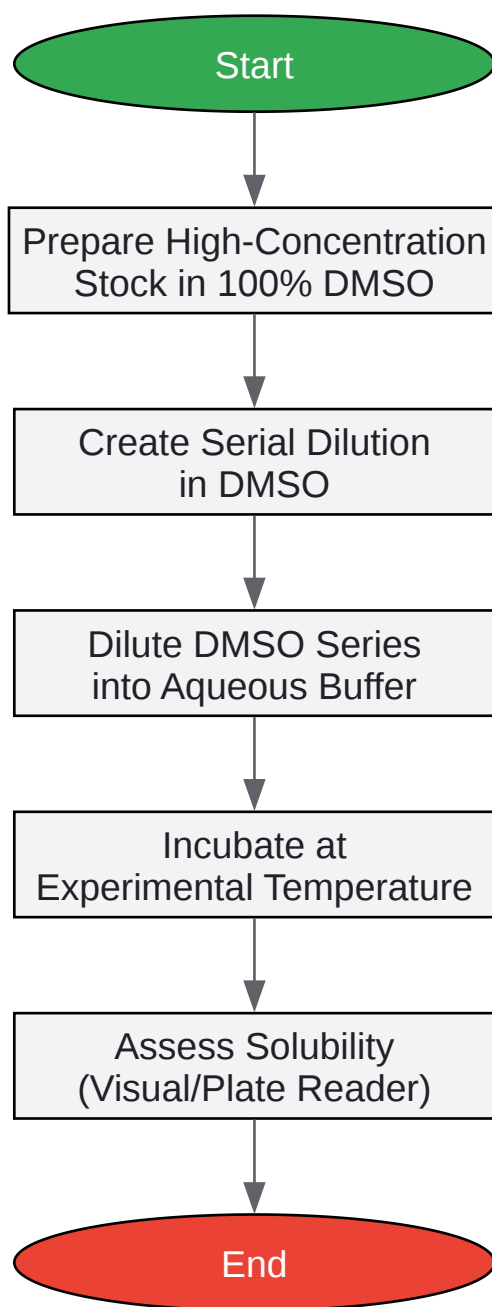 Start
Prepare High-Concentration
Stock in 100% DMSO
Create Serial Dilution
in DMSO
Dilute DMSO Series
into Aqueous Buffer
Incubate at
Experimental Temperature
Assess Solubility
(Visual/Plate Reader)
End